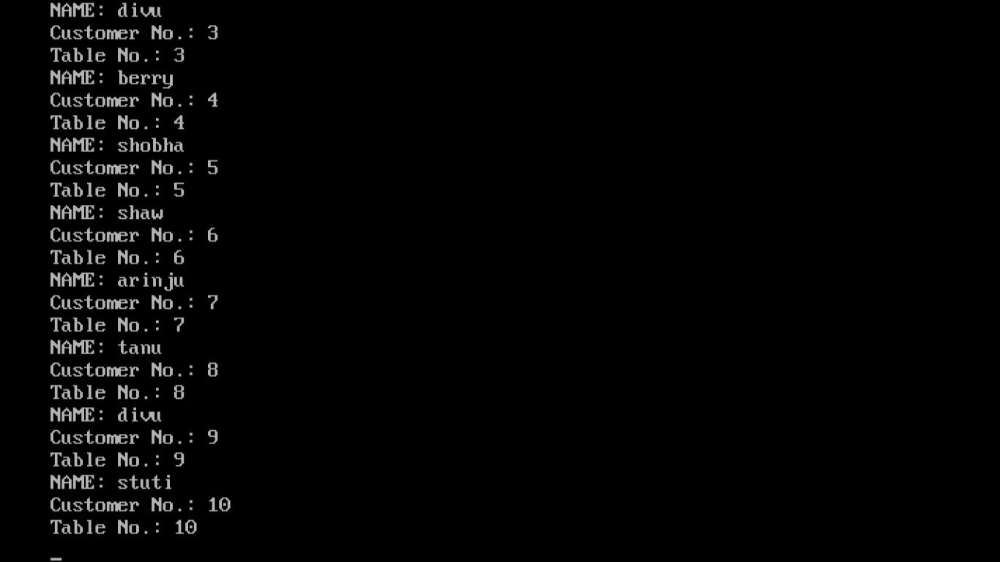 NAME: divu
Customer No.: 3
Table No.: 3
NAME: berry
Customer No.: 4
Table No.: 4
NAME: shobha
Customer No.: 5
Table No.: 5
NAME: shaw
Customer No.: 6
Table No.: 6
NAME: arinju
Customer No.: 7
Table No.: 7
NAME: tanu
Customer No.: 8
Table No.: 8
NAME: divu
Customer No.: 9
Table No.: 9
NAME: stuti
Customer No.: 10
Table No.: 10
_